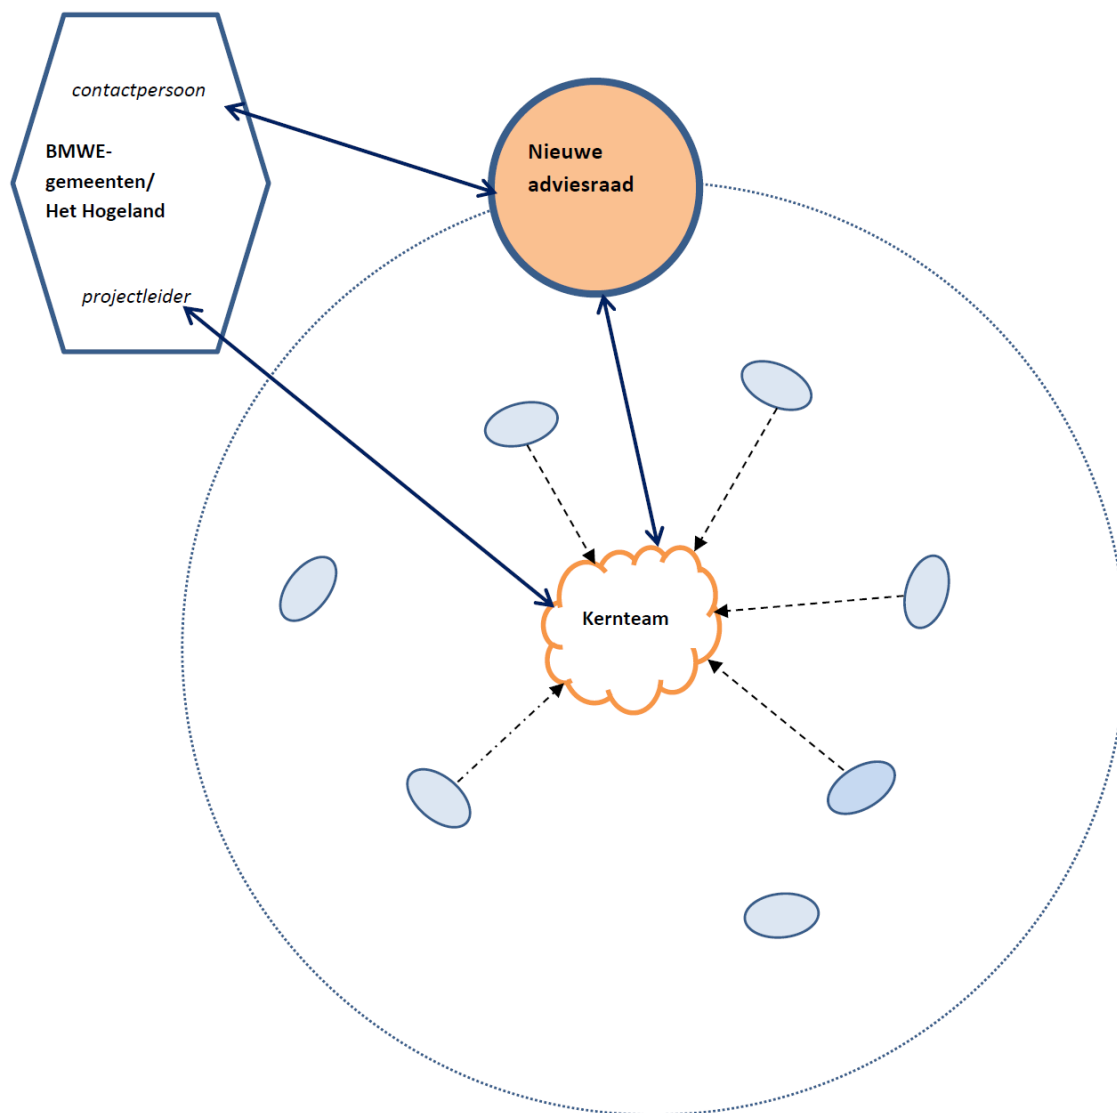 contactpersoon
BMWE-
gemeenten/
Het Hogeland
projectleider
Nieuwe
adviesraad
Kernteam